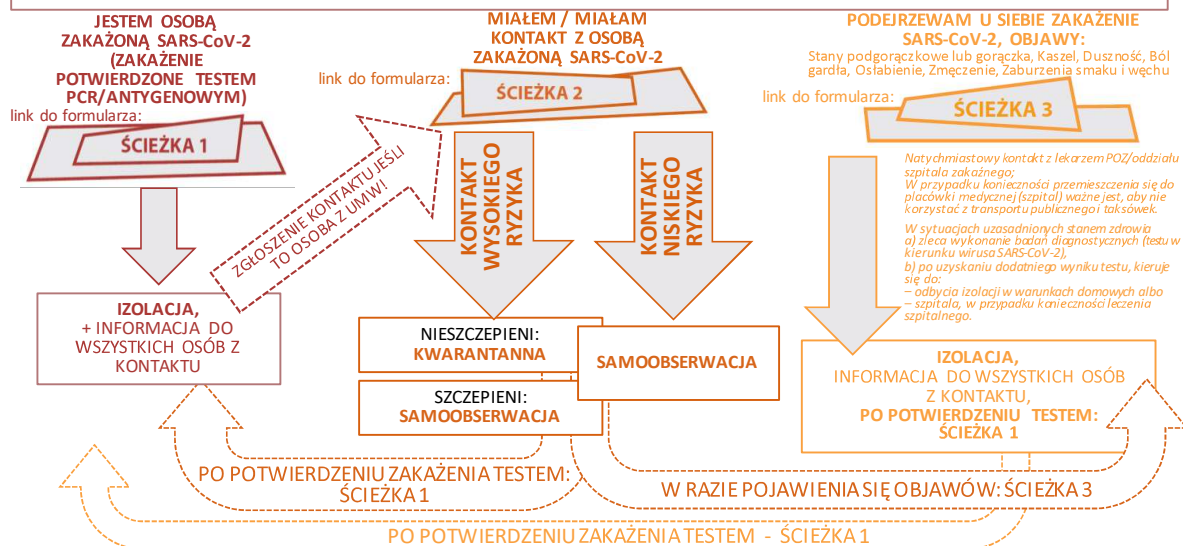 JESTEM OSOBĄ
ZAKAŻONĄ SARS-CoV-2
(ZAKAŻENIE
POTWIERDZONE TESTEM
PCR/ANTYGENOWYM)
link do formularza:
ŚCIEŻKA 1
IZOLACJA,
+ INFORMACJA DO
WSZYSTKICH OSÓB Z
KONTAKTU
ZGŁOSZENIE KONTAKTU JEŚLI
TO OSOBA Z UMW!
MIAŁEM / MIAŁAM
KONTAKT Z OSOBĄ
ZAKAŻONĄ SARS-CoV-2
link do formularza:
ŚCIEŻKA 2
KONTAKT
WYSOKIEGO
RYZYKA
KONTAKT
NISKIEGO
RYZYKA
NIESZCZEPIENI:
KWARANTANNA
SZCZEPIENI:
SAMOOBSERWACJA
SAMOOBSERWACJA
PODEJRZEWAM U SIEBIE ZAKAŻENIE
SARS-CoV-2, OBJAWY:
Stany podgorączkowe lub gorączka, Kaszel, Duszność, Ból
gardła, Osłabienie, Zmęczenie, Zaburzenia smaku i węchu
link do formularza:
ŚCIEŻKA 3
Natychmiastowy kontakt z lekarzem POZ/oddziału
szpitala zakaźnego;
W przypadku konieczności przemieszczenia się do
placówki medycznej (szpital) ważne jest, aby nie
korzystać z transportu publicznego i taksówek.
W sytuacjach uzasadnionych stanem zdrowia
a) zleca wykonanie badań diagnostycznych (testu w
kierunku wirusa SARS-CoV-2),
b) po uzyskaniu dodatniego wyniku testu, kieruje
się do:
– odbycia izolacji w warunkach domowych albo
– szpitala, w przypadku konieczności leczenia
szpitalnego.
IZOLACJA,
INFORMACJA DO WSZYSTKICH OSÓB
Z KONTAKTU,
PO POTWIERDZENIU TESTEM:
ŚCIEŻKA 1
PO POTWIERDZENIU ZAKAŻENIA TESTEM:
ŚCIEŻKA 1
W RAZIE POJAWIENIA SIĘ OBJAWÓW: ŚCIEŻKA 3
PO POTWIERDZENIU ZAKAŻENIA TESTEM - ŚCIEŻKA 1